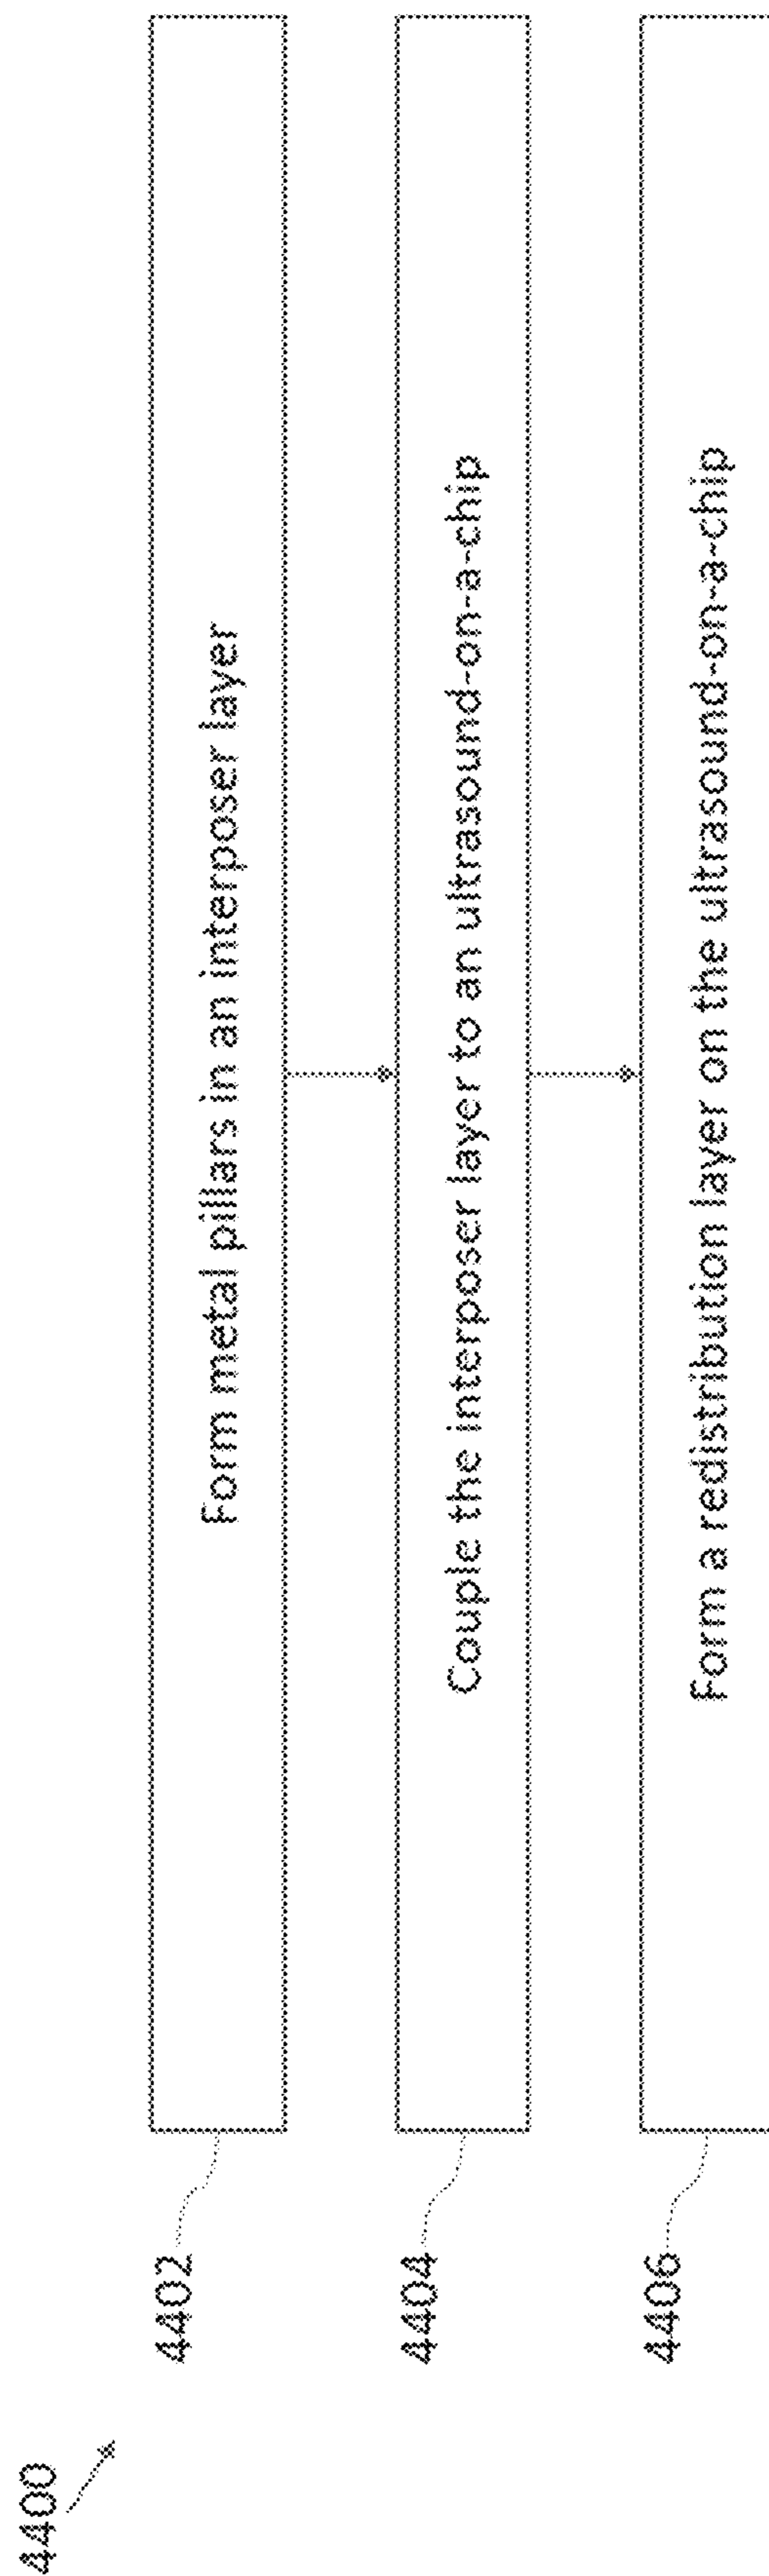 4400
4402
Form metal pillars in an interposer layer
4404
Couple the interposer layer to an ultrasound-on-a-chip
4406
Form a redistribution layer on the ultrasound-on-a-chip